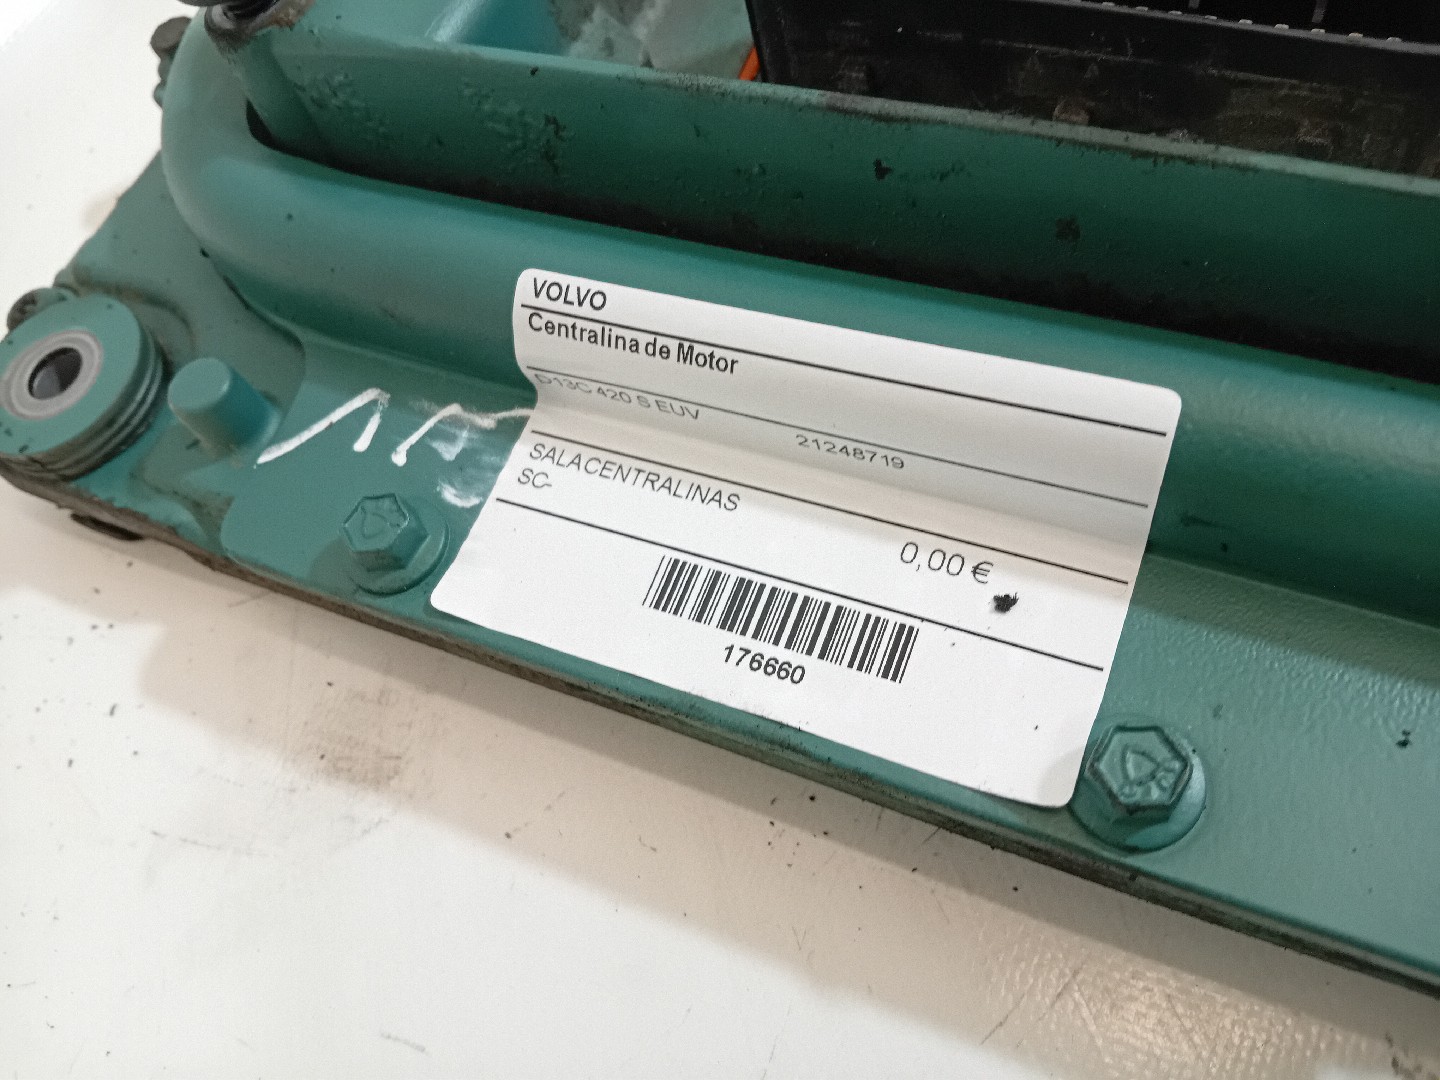 VOLVO
Centralina de Motor
D13C 420 S EUV
21248719
SALACENTRALINAS
SC-
0,00 €
176660